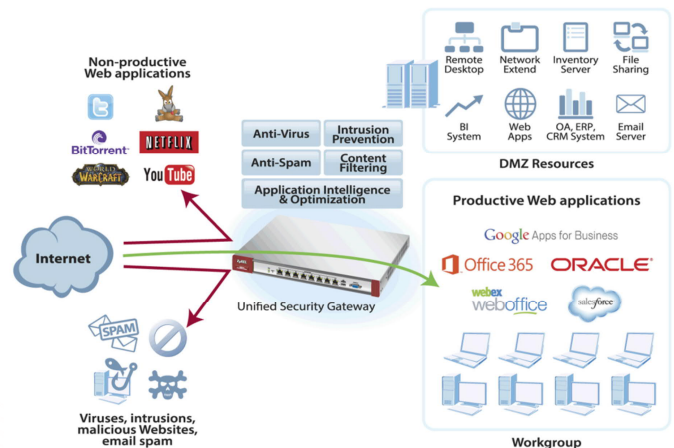 Non-productive
Web applications
BitTorrent
NETFLIX
WORLD
WARCRAFT
YouTube
Internet
SPAM
Viruses, intrusions,
malicious Websites,
email spam
Anti-Virus
Intrusion
Prevention
Anti-Spam
Content
Filtering
Application Intelligence
& Optimization
ZyXEL
Unified Security Gateway
Remote
Desktop
Network
Extend
Inventory
Server
File
Sharing
BI
System
Web
Apps
OA, ERP,
CRM System
Email
Server
DMZ Resources
Productive Web applications
Google Apps for Business
Office 365
ORACLE
webex
weboffice
salesforce
Workgroup